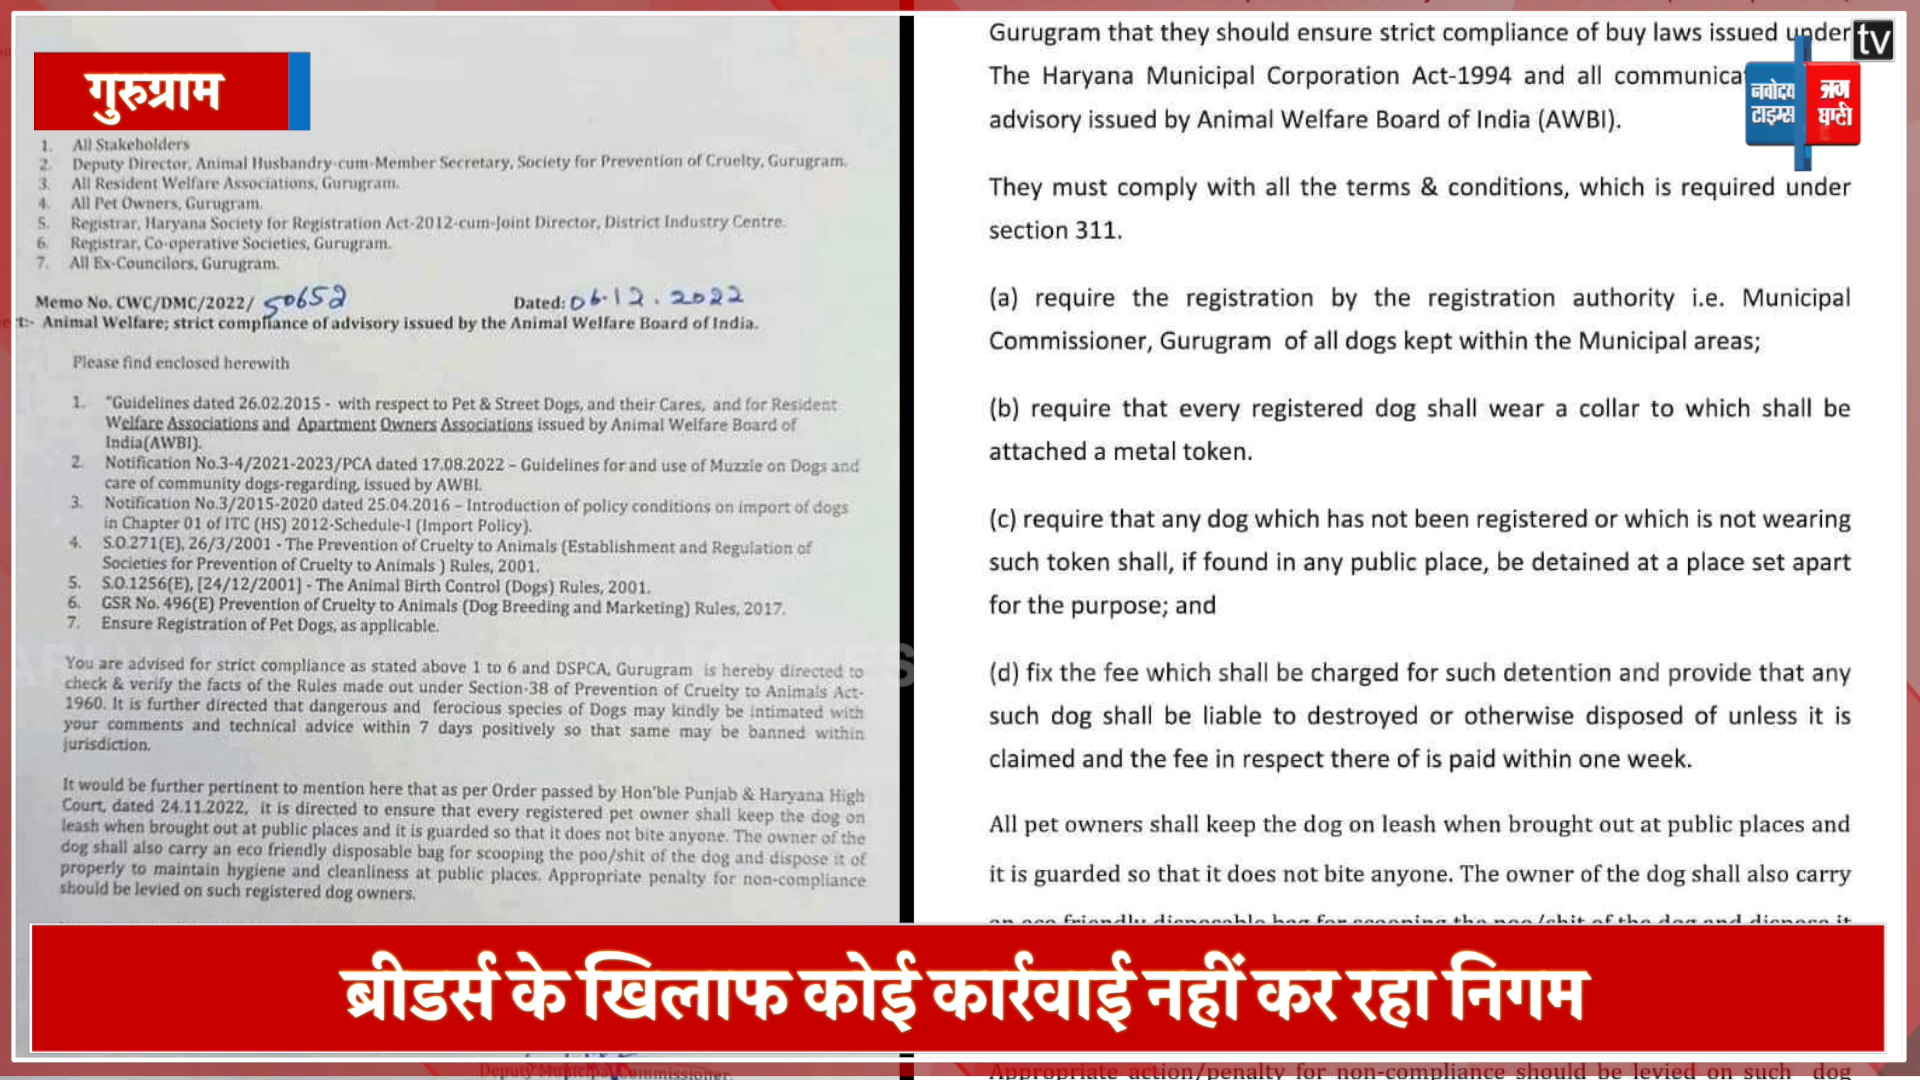 गुरुग्राम
1. All Stakeholders
2. Deputy Director, Animal Husbandry-cum-Member Secretary, Society for Prevention of Cruelty, Gurugram.
3. All Resident Welfare Associations, Gurugram.
4. All Pet Owners, Gurugram.
5. Registrar, Haryana Society for Registration Act-2012-cum-Joint Director, District Industry Centre.
6. Registrar, Co-operative Societies, Gurugram.
7. All Ex-Councilors, Gurugram.
Memo No. CWC/DMC/2022/ 50652 Dated: 06.12.2022
t:- Animal Welfare; strict compliance of advisory issued by the Animal Welfare Board of India.
Please find enclosed herewith
1. "Guidelines dated 26.02.2015 - with respect to Pet & Street Dogs, and their Cares, and for Resident
Welfare Associations and Apartment Owners Associations issued by Animal Welfare Board of
India(AWBI).
2. Notification No.3-4/2021-2023/PCA dated 17.08.2022 – Guidelines for and use of Muzzle on Dogs and
care of community dogs-regarding, issued by AWBI.
3. Notification No.3/2015-2020 dated 25.04.2016 – Introduction of policy conditions on import of dogs
in Chapter 01 of ITC (HS) 2012-Schedule-I (Import Policy).
4. S.O.271(E), 26/3/2001 - The Prevention of Cruelty to Animals (Establishment and Regulation of
Societies for Prevention of Cruelty to Animals ) Rules, 2001.
5. S.O.1256(E), [24/12/2001] - The Animal Birth Control (Dogs) Rules, 2001.
6. GSR No. 496(E) Prevention of Cruelty to Animals (Dog Breeding and Marketing) Rules, 2017.
7. Ensure Registration of Pet Dogs, as applicable.
You are advised for strict compliance as stated above 1 to 6 and DSPCA, Gurugram is hereby directed to
check & verify the facts of the Rules made out under Section-38 of Prevention of Cruelty to Animals Act-
1960. It is further directed that dangerous and ferocious species of Dogs may kindly be intimated with
your comments and technical advice within 7 days positively so that same may be banned within
jurisdiction.
It would be further pertinent to mention here that as per Order passed by Hon'ble Punjab & Haryana High
Court, dated 24.11.2022, it is directed to ensure that every registered pet owner shall keep the dog on
leash when brought out at public places and it is guarded so that it does not bite anyone. The owner of the
dog shall also carry an eco friendly disposable bag for scooping the poo/shit of the dog and dispose it of
properly to maintain hygiene and cleanliness at public places. Appropriate penalty for non-compliance
should be levied on such registered dog owners.
Deputy Municipal Commissioner,
Gurugram that they should ensure strict compliance of buy laws issued under
The Haryana Municipal Corporation Act-1994 and all communica
advisory issued by Animal Welfare Board of India (AWBI).
They must comply with all the terms & conditions, which is required under
section 311.
(a) require the registration by the registration authority i.e. Municipal
Commissioner, Gurugram of all dogs kept within the Municipal areas;
(b) require that every registered dog shall wear a collar to which shall be
attached a metal token.
(c) require that any dog which has not been registered or which is not wearing
such token shall, if found in any public place, be detained at a place set apart
for the purpose; and
(d) fix the fee which shall be charged for such detention and provide that any
such dog shall be liable to destroyed or otherwise disposed of unless it is
claimed and the fee in respect there of is paid within one week.
All pet owners shall keep the dog on leash when brought out at public places and
it is guarded so that it does not bite anyone. The owner of the dog shall also carry
an eco friendly disposable bag for scooping the poo/shit of the dog and dispose it
Appropriate action/penalty for non-compliance should be levied on such dog
tv
नवोदय
टाइम्स
ਜਗ
ਬਾਣੀ
ब्रीडर्स के खिलाफ कोई कार्रवाई नहीं कर रहा निगम